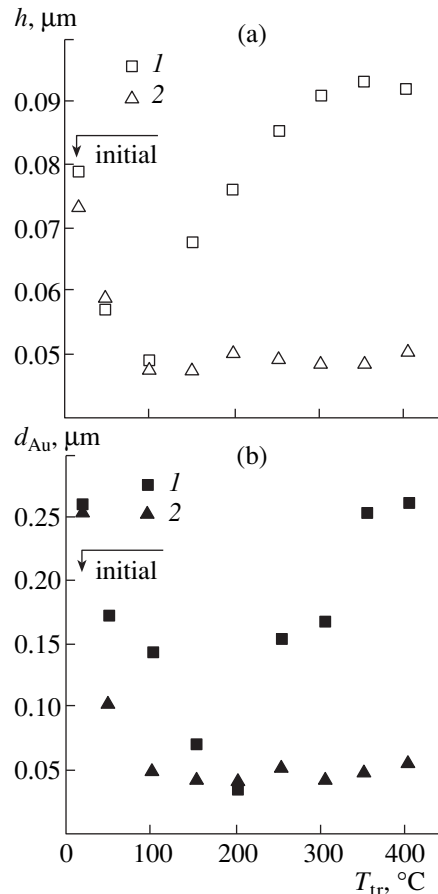 h, μm
(a)
1
2
0.09
initial
0.08
0.07
0.06
0.05
d_Au, μm
(b)
1
2
0.25
initial
0.20
0.15
0.10
0.05
0 100 200 300 400
T_tr, °C